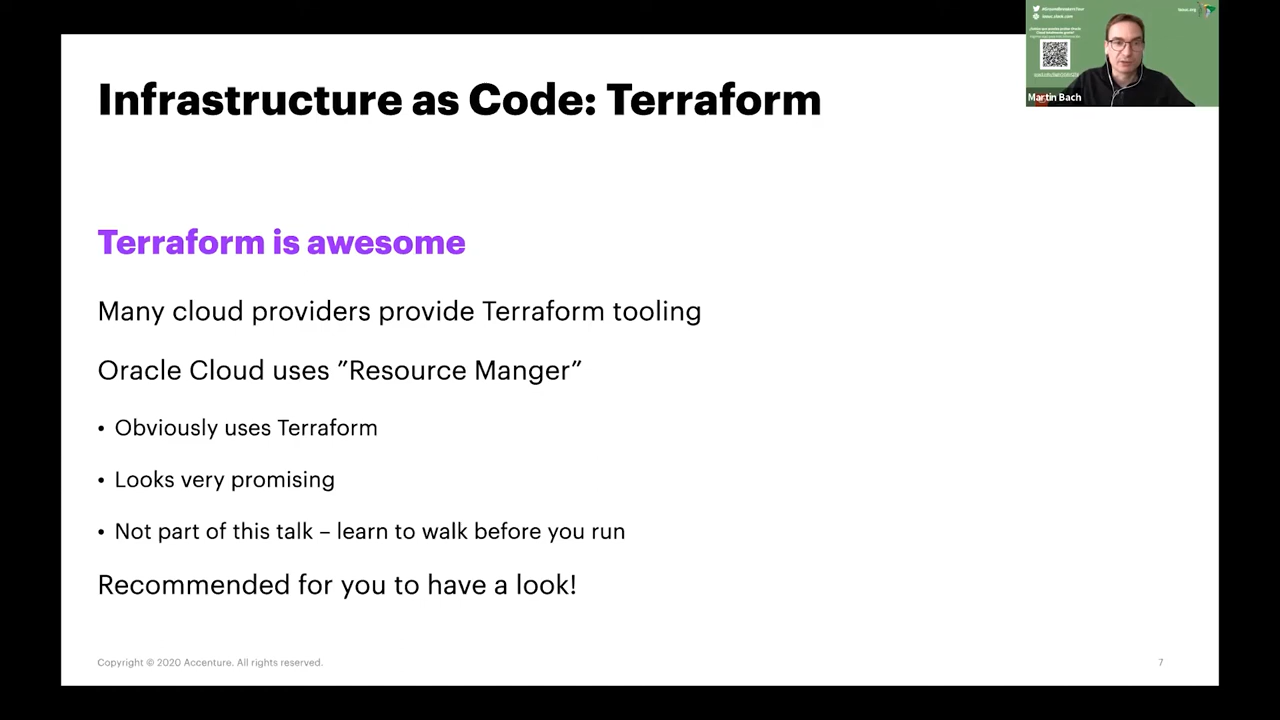 Infrastructure as Code: Terraform
Terraform is awesome
Many cloud providers provide Terraform tooling
Oracle Cloud uses ”Resource Manger”
• Obviously uses Terraform
• Looks very promising
• Not part of this talk – learn to walk before you run
Recommended for you to have a look!
Copyright © 2020 Accenture. All rights reserved.
7
Martin Bach